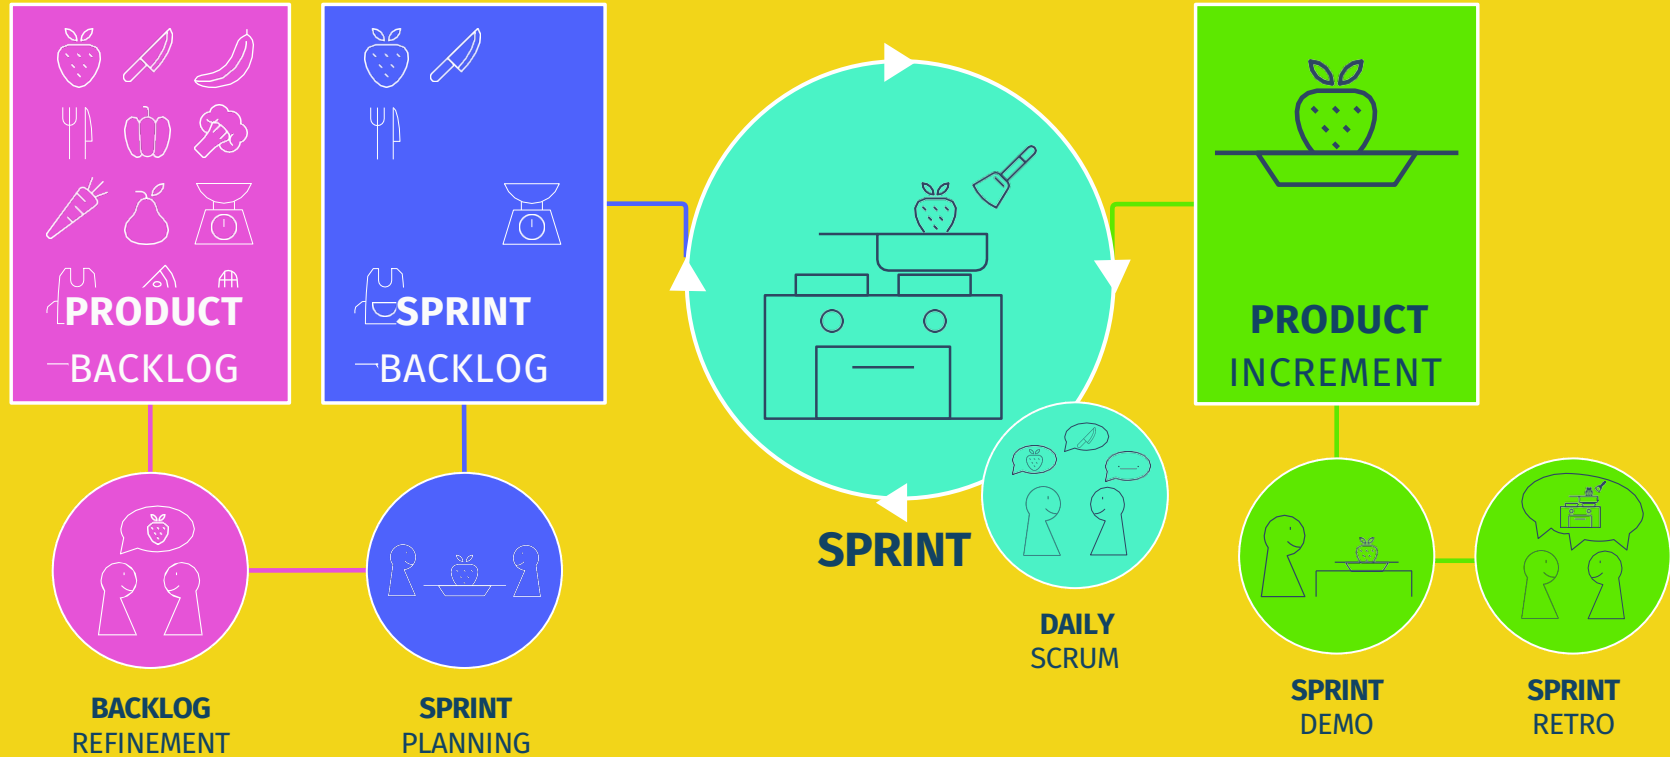 PRODUCT
BACKLOG
SPRINT
BACKLOG
SPRINT
PRODUCT
INCREMENT
BACKLOG
REFINEMENT
SPRINT
PLANNING
DAILY
SCRUM
SPRINT
DEMO
SPRINT
RETRO